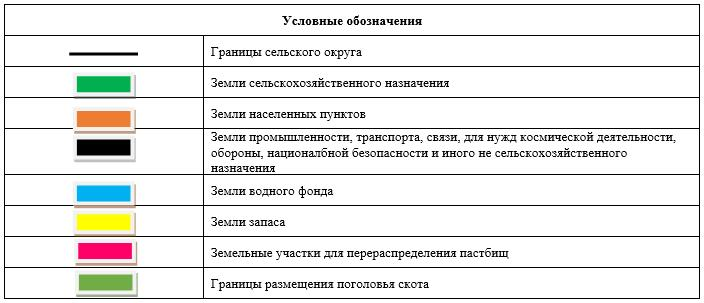 Условные обозначения
Границы сельского округа
Земли сельскохозяйственного назначения
Земли населенных пунктов
Земли промышленности, транспорта, связи, для нужд космической деятельности,
обороны, националбной безопасности и иного не сельскохозяйственного
назначения
Земли водного фонда
Земли запаса
Земельные участки для перераспределения пастбищ
Границы размещения поголовья скота